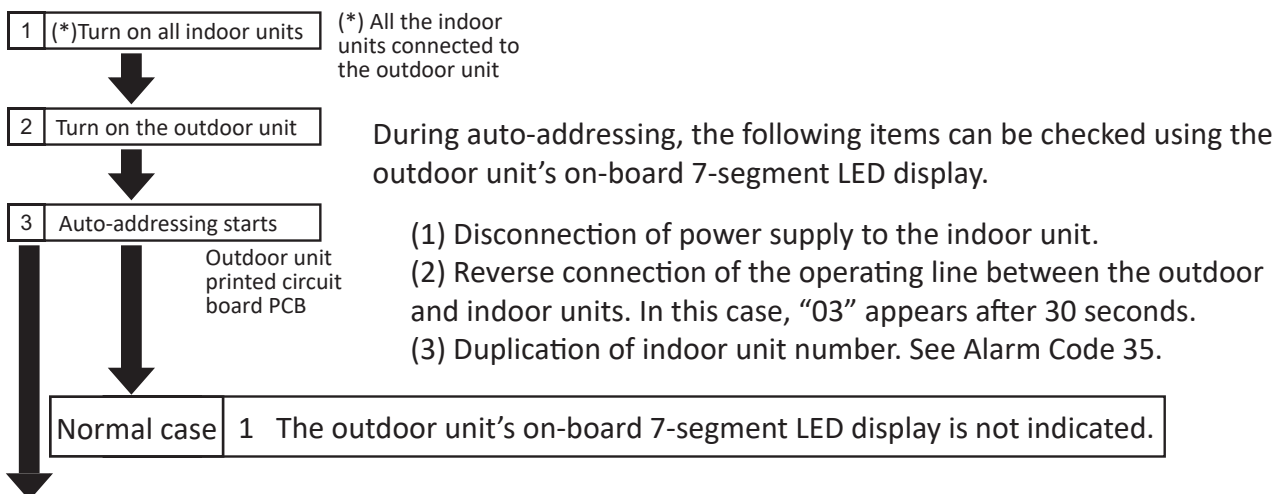 1 (*)Turn on all indoor units
(*) All the indoor
units connected to
the outdoor unit
2 Turn on the outdoor unit
During auto-addressing, the following items can be checked using the
outdoor unit’s on-board 7-segment LED display.
3 Auto-addressing starts
Outdoor unit
printed circuit
board PCB
(1) Disconnection of power supply to the indoor unit.
(2) Reverse connection of the operating line between the outdoor
and indoor units. In this case, “03” appears after 30 seconds.
(3) Duplication of indoor unit number. See Alarm Code 35.
Normal case 1 The outdoor unit’s on-board 7-segment LED display is not indicated.